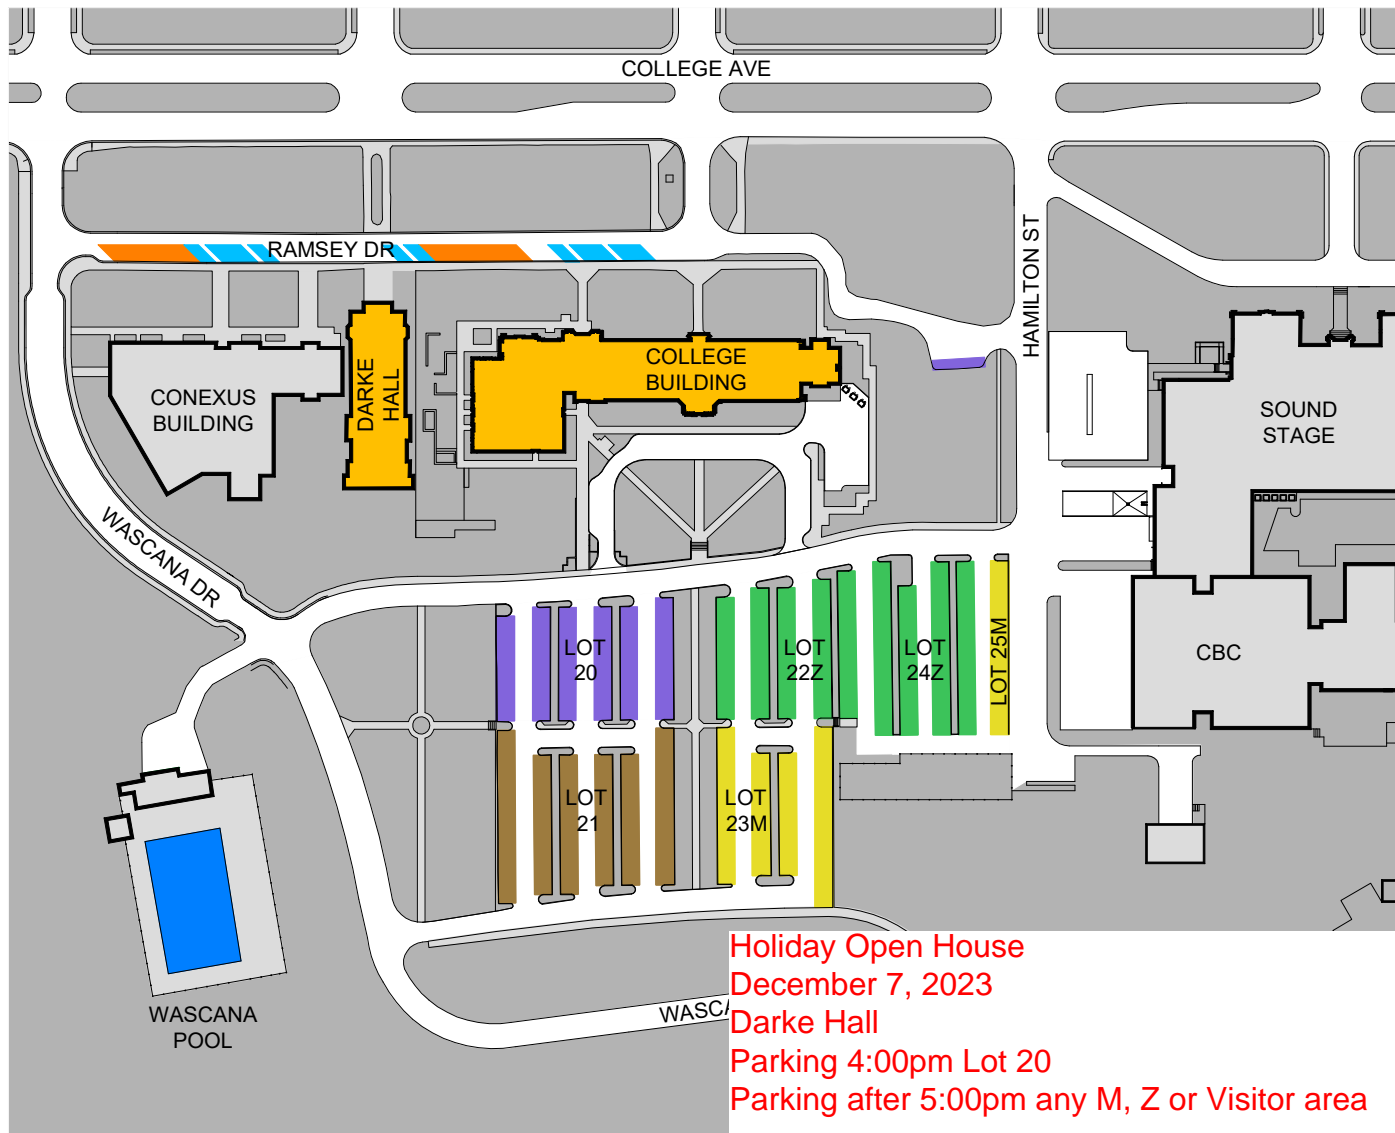 COLLEGE AVE
RAMSEY DR
HAMILTON ST
COLLEGE
BUILDING
DARKE
HALL
CONEXUS
BUILDING
SOUND
STAGE
WASCANA DR
LOT
20
LOT
22Z
LOT
24Z
LOT 25M
CBC
LOT
21
LOT
23M
WASCANA
POOL
WASCA
Holiday Open House
December 7, 2023
Darke Hall
Parking 4:00pm Lot 20
Parking after 5:00pm any M, Z or Visitor area